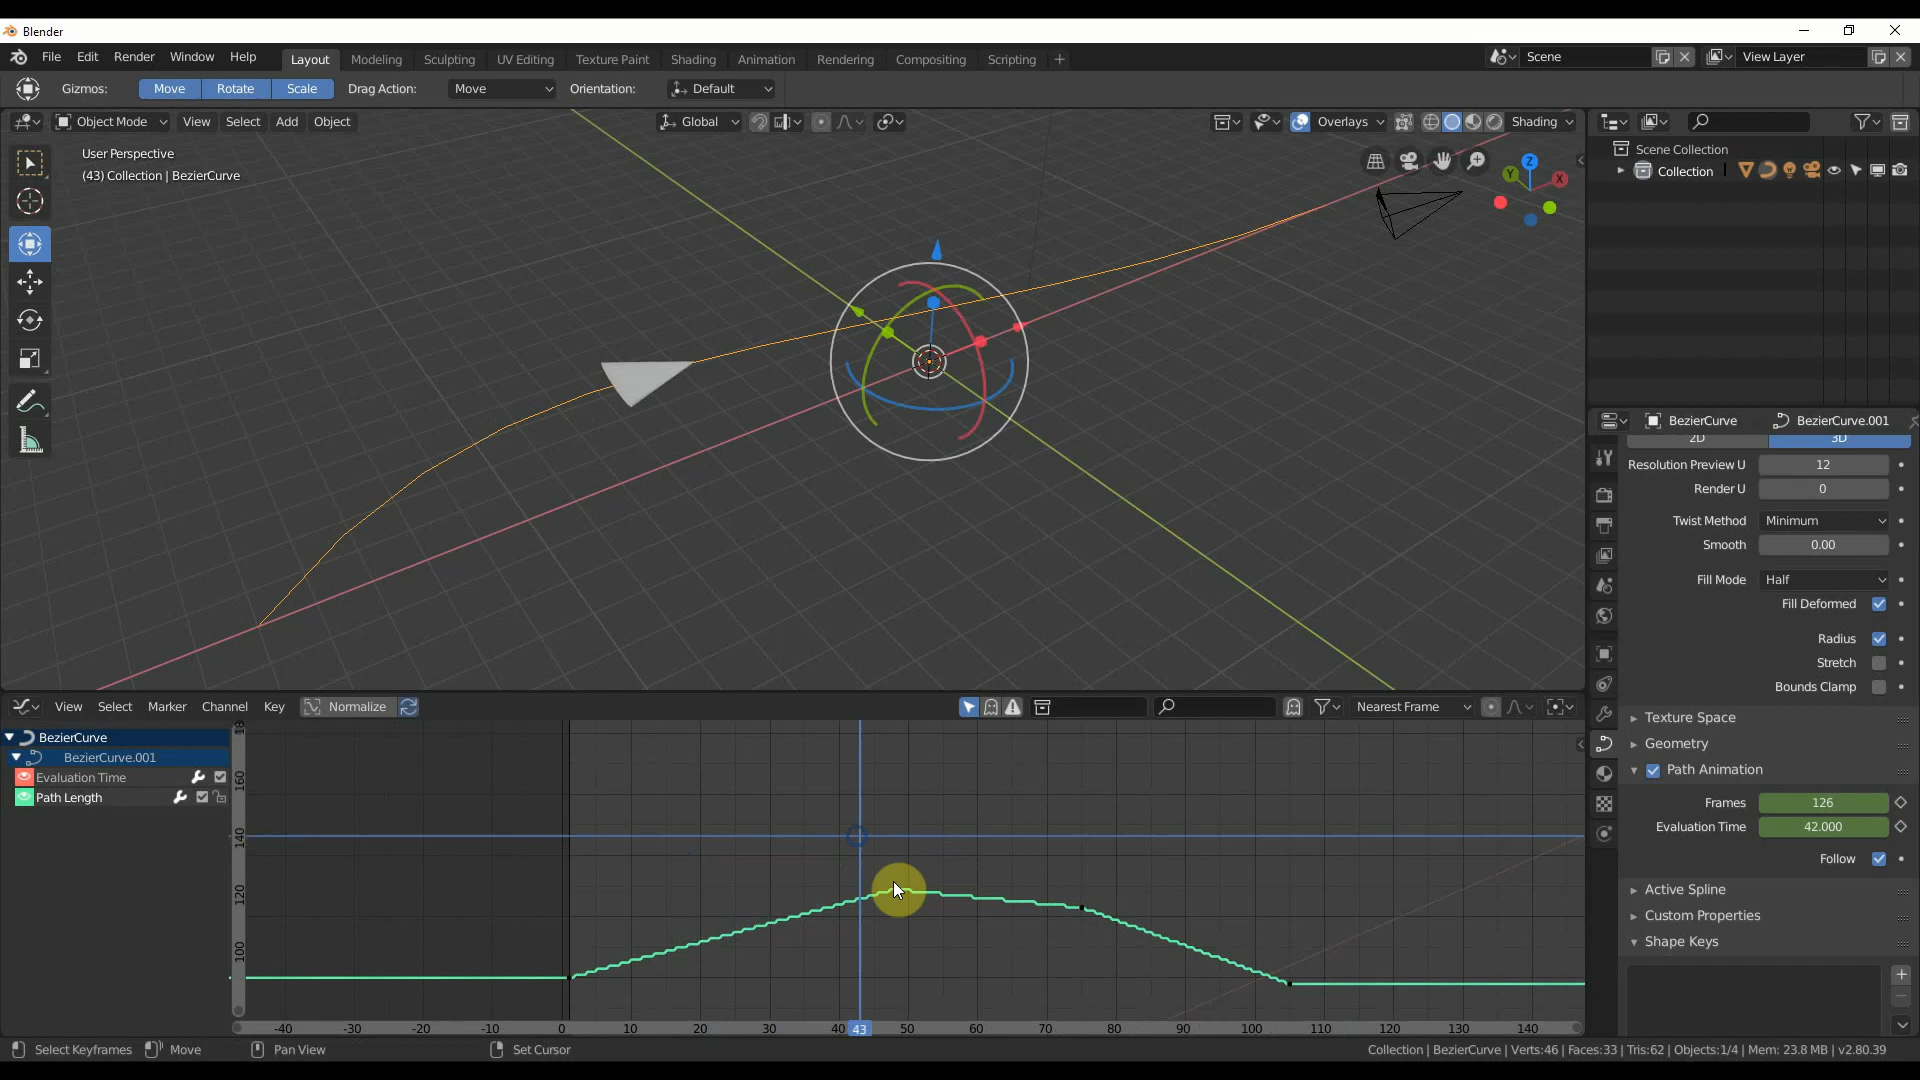 Blender
File Edit Render Window Help Layout Modeling Sculpting UV Editing Texture Paint Shading Animation Rendering Compositing Scripting + Scene View Layer
Gizmos: Move Rotate Scale Drag Action: Move Orientation: Default
Object Mode View Select Add Object Global Overlays Shading
User Perspective
(43) Collection | BezierCurve
Z
Y
X
Scene Collection
Collection
BezierCurve BezierCurve.001
2D 3D
Resolution Preview U 12
Render U 0
Twist Method Minimum
Smooth 0.00
Fill Mode Half
Fill Deformed
Radius
Stretch
Bounds Clamp
Texture Space
Geometry
Path Animation
Frames 126
Evaluation Time 42.000
Follow
Active Spline
Custom Properties
Shape Keys
View Select Marker Channel Key Normalize Nearest Frame
BezierCurve
BezierCurve.001
Evaluation Time
Path Length
160
140
120
100
-40 -30 -20 -10 0 10 20 30 40 43 50 60 70 80 90 100 110 120 130 140
Select Keyframes Move Pan View Set Cursor Collection | BezierCurve | Verts:46 | Faces:33 | Tris:62 | Objects:1/4 | Mem: 23.8 MB | v2.80.39